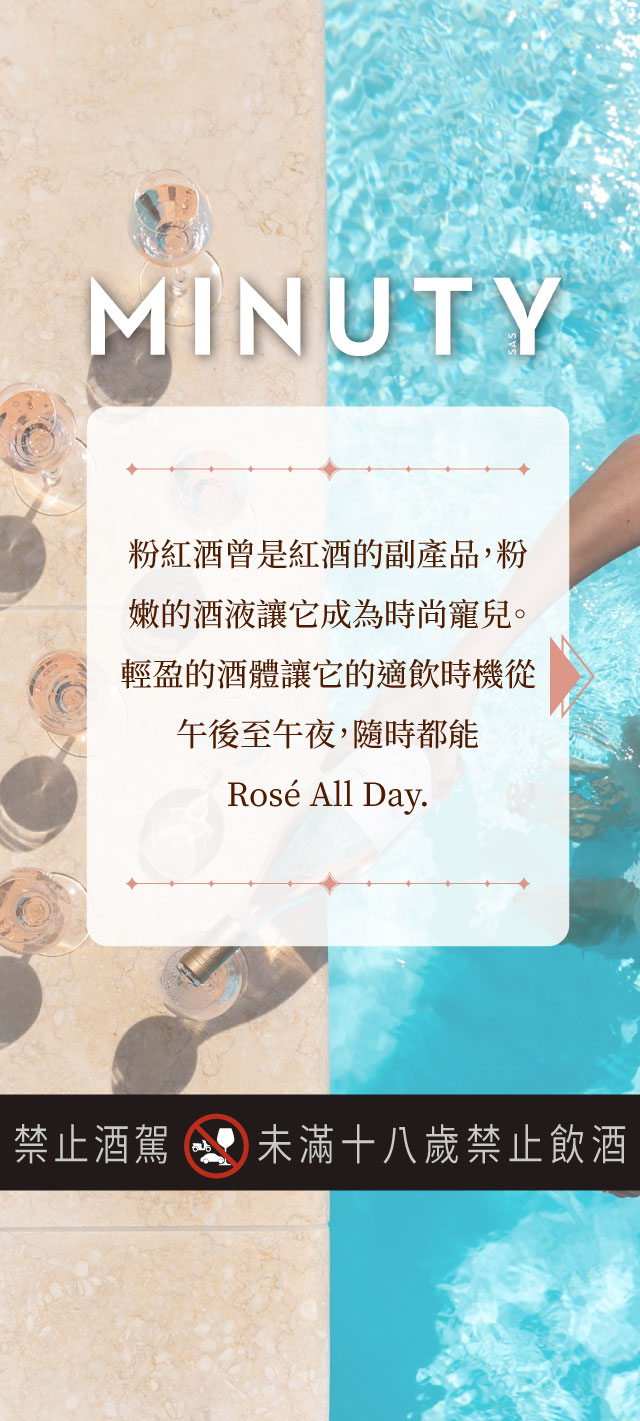 MINUTY
SAS
粉紅酒曾是紅酒的副產品，粉
嫩的酒液讓它成為時尚寵兒。
輕盈的酒體讓它的適飲時機從
午後至午夜，隨時都能
Rosé All Day.
禁止酒駕 未滿十八歲禁止飲酒